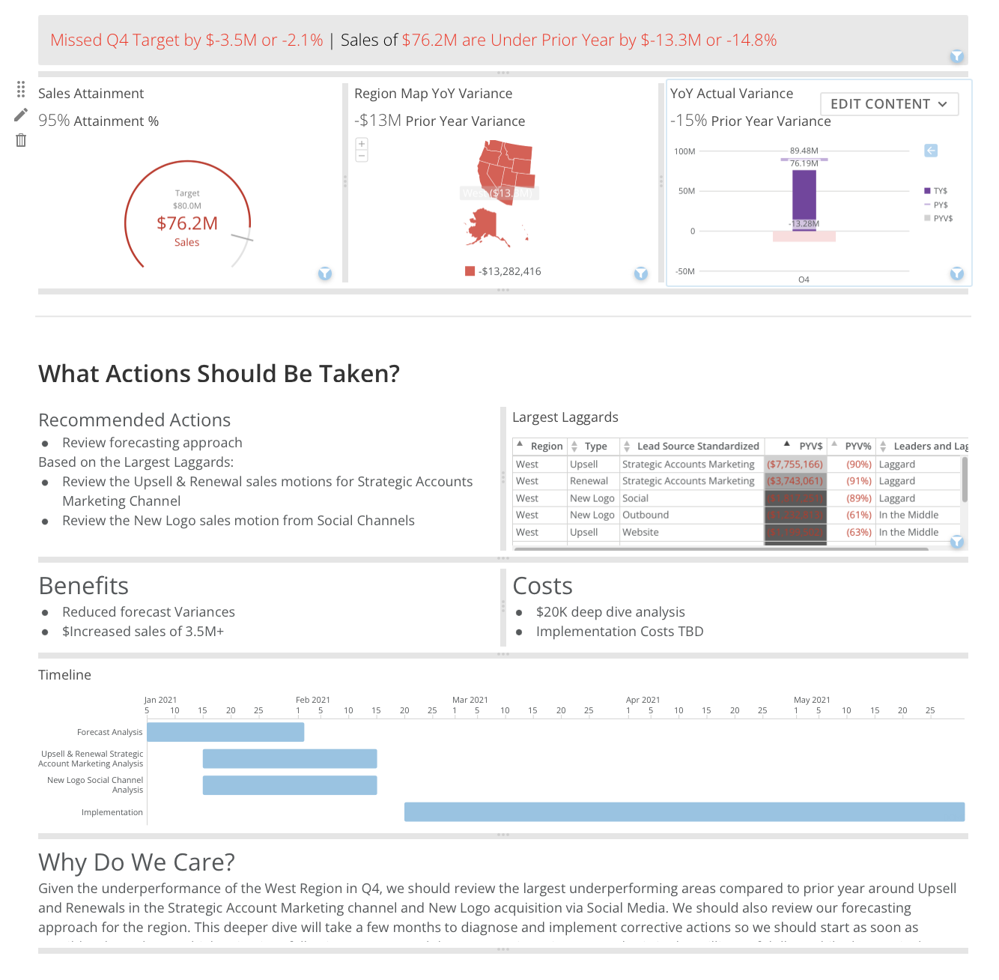 Missed Q4 Target by $-3.5M or -2.1% | Sales of $76.2M are Under Prior Year by $-13.3M or -14.8%
Sales Attainment
95% Attainment %
Target
$80.0M
$76.2M
Sales
Region Map YoY Variance
-$13M Prior Year Variance
+
−
West ($13.3M)
-$13,282,416
YoY Actual Variance
EDIT CONTENT
-15% Prior Year Variance
100M
50M
0
-50M
89.48M
76.19M
-13.28M
Q4
TY$
PY$
PYV$
What Actions Should Be Taken?
Recommended Actions
● Review forecasting approach
Based on the Largest Laggards:
● Review the Upsell & Renewal sales motions for Strategic Accounts
Marketing Channel
● Review the New Logo sales motion from Social Channels
Largest Laggards
Region Type Lead Source Standardized PYV$ PYV% Leaders and Lag
West Upsell Strategic Accounts Marketing ($7,755,166) (90%) Laggard
West Renewal Strategic Accounts Marketing ($3,743,061) (91%) Laggard
West New Logo Social (89%) Laggard
West New Logo Outbound (61%) In the Middle
West Upsell Website (63%) In the Middle
Benefits
● Reduced forecast Variances
● $Increased sales of 3.5M+
Costs
● $20K deep dive analysis
● Implementation Costs TBD
Timeline
Jan 2021 Feb 2021 Mar 2021 Apr 2021 May 2021
5 10 15 20 25 1 5 10 15 20 25 1 5 10 15 20 25 1 5 10 15 20 25 1 5 10 15 20 25
Forecast Analysis
Upsell & Renewal Strategic
Account Marketing Analysis
New Logo Social Channel
Analysis
Implementation
Why Do We Care?
Given the underperformance of the West Region in Q4, we should review the largest underperforming areas compared to prior year around Upsell
and Renewals in the Strategic Account Marketing channel and New Logo acquisition via Social Media. We should also review our forecasting
approach for the region. This deeper dive will take a few months to diagnose and implement corrective actions so we should start as soon as